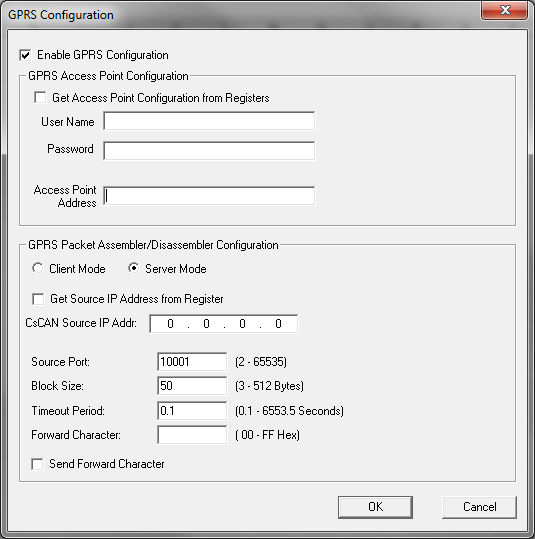 GPRS Configuration
Enable GPRS Configuration
GPRS Access Point Configuration
Get Access Point Configuration from Registers
User Name
Password
Access Point
Address
GPRS Packet Assembler/Disassembler Configuration
Client Mode Server Mode
Get Source IP Address from Register
CsCAN Source IP Addr: 0 . 0 . 0 . 0
Source Port: 10001 (2 - 65535)
Block Size: 50 (3 - 512 Bytes)
Timeout Period: 0.1 (0.1 - 6553.5 Seconds)
Forward Character: ( 00 - FF Hex)
Send Forward Character
OK Cancel